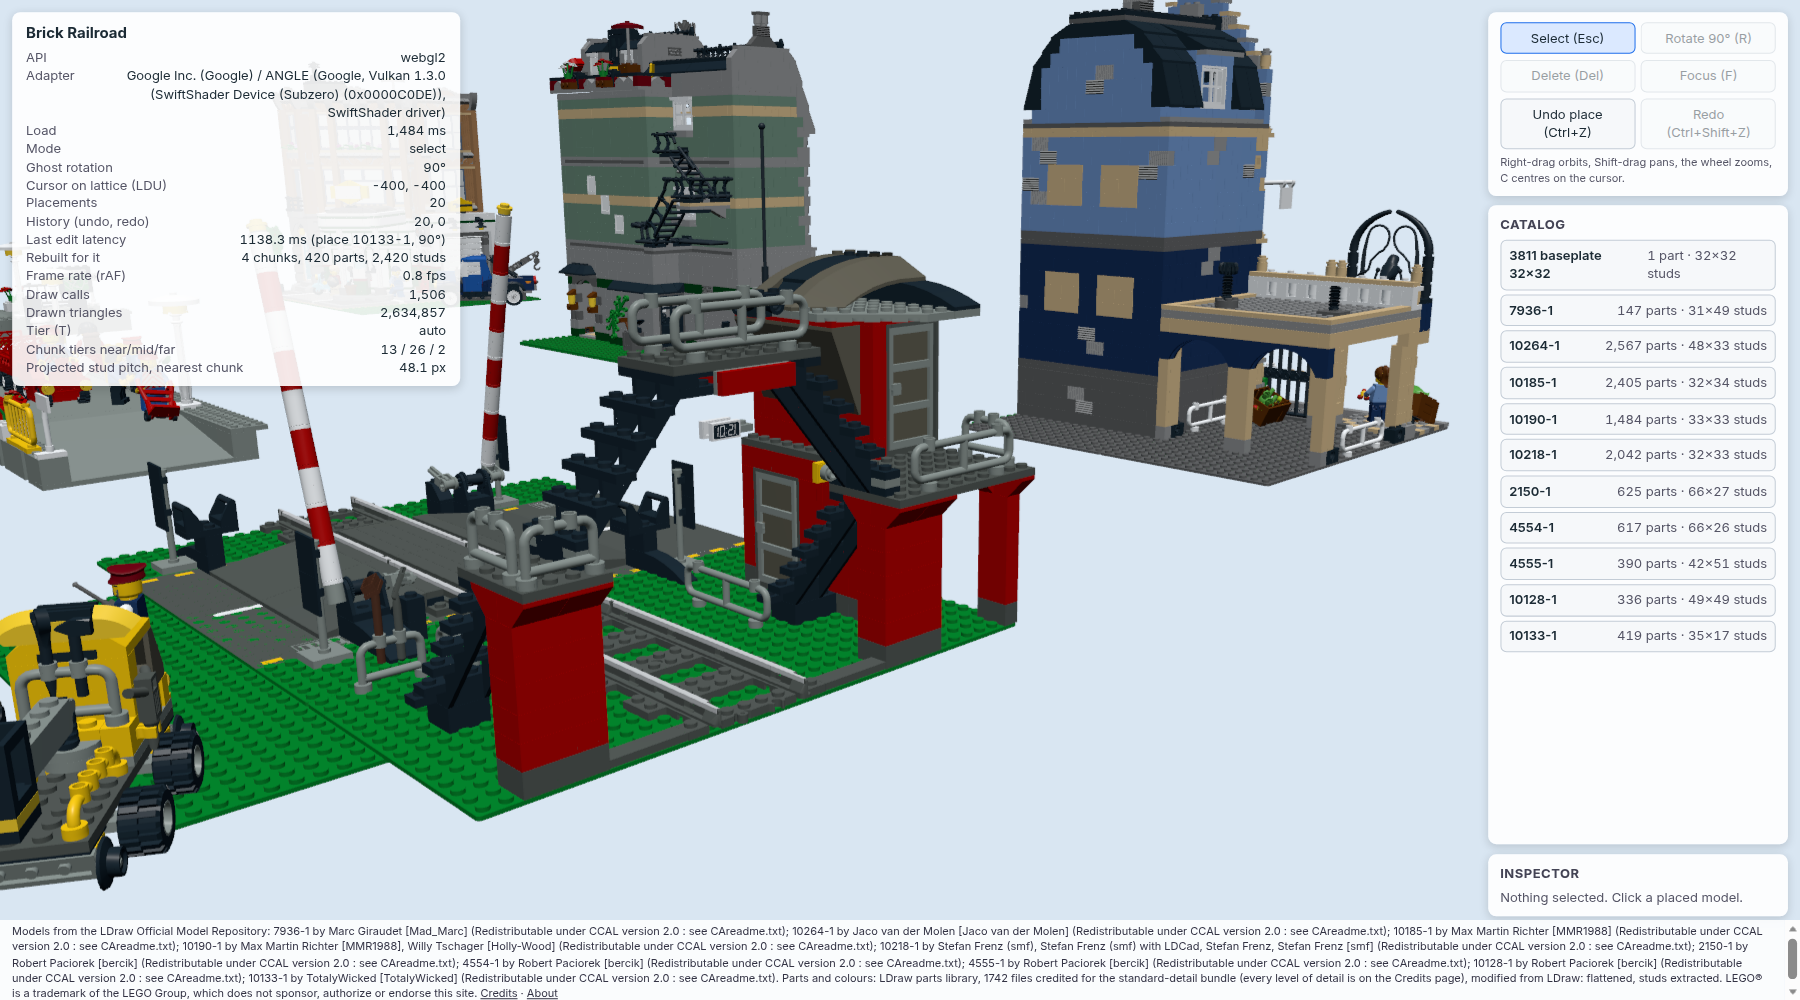 Brick Railroad
API webgl2
Adapter Google Inc. (Google) / ANGLE (Google, Vulkan 1.3.0
(SwiftShader Device (Subzero) (0x0000C0DE)),
SwiftShader driver)
Load 1,484 ms
Mode select
Ghost rotation 90°
Cursor on lattice (LDU) -400, -400
Placements 20
History (undo, redo) 20, 0
Last edit latency 1138.3 ms (place 10133-1, 90°)
Rebuilt for it 4 chunks, 420 parts, 2,420 studs
Frame rate (rAF) 0.8 fps
Draw calls 1,506
Drawn triangles 2,634,857
Tier (T) auto
Chunk tiers near/mid/far 13 / 26 / 2
Projected stud pitch, nearest chunk 48.1 px
10:21
Select (Esc) Rotate 90° (R)
Delete (Del) Focus (F)
Undo place
(Ctrl+Z)
Redo
(Ctrl+Shift+Z)
Right-drag orbits, Shift-drag pans, the wheel zooms,
C centres on the cursor.
CATALOG
3811 baseplate
32×32
1 part · 32×32
studs
7936-1 147 parts · 31×49 studs
10264-1 2,567 parts · 48×33 studs
10185-1 2,405 parts · 32×34 studs
10190-1 1,484 parts · 33×33 studs
10218-1 2,042 parts · 32×33 studs
2150-1 625 parts · 66×27 studs
4554-1 617 parts · 66×26 studs
4555-1 390 parts · 42×51 studs
10128-1 336 parts · 49×49 studs
10133-1 419 parts · 35×17 studs
INSPECTOR
Nothing selected. Click a placed model.
Models from the LDraw Official Model Repository: 7936-1 by Marc Giraudet [Mad_Marc] (Redistributable under CCAL version 2.0 : see CAreadme.txt); 10264-1 by Jaco van der Molen [Jaco van der Molen] (Redistributable under CCAL version 2.0 : see CAreadme.txt); 10185-1 by Max Martin Richter [MMR1988] (Redistributable under CCAL
version 2.0 : see CAreadme.txt); 10190-1 by Max Martin Richter [MMR1988], Willy Tschager [Holly-Wood] (Redistributable under CCAL version 2.0 : see CAreadme.txt); 10218-1 by Stefan Frenz (smf), Stefan Frenz (smf) with LDCad, Stefan Frenz, Stefan Frenz [smf] (Redistributable under CCAL version 2.0 : see CAreadme.txt); 2150-1 by
Robert Paciorek [bercik] (Redistributable under CCAL version 2.0 : see CAreadme.txt); 4554-1 by Robert Paciorek [bercik] (Redistributable under CCAL version 2.0 : see CAreadme.txt); 4555-1 by Robert Paciorek [bercik] (Redistributable under CCAL version 2.0 : see CAreadme.txt); 10128-1 by Robert Paciorek [bercik] (Redistributable
under CCAL version 2.0 : see CAreadme.txt); 10133-1 by TotalyWicked [TotalyWicked] (Redistributable under CCAL version 2.0 : see CAreadme.txt). Parts and colours: LDraw parts library, 1742 files credited for the standard-detail bundle (every level of detail is on the Credits page), modified from LDraw: flattened, studs extracted. LEGO®
is a trademark of the LEGO Group, which does not sponsor, authorize or endorse this site. Credits · About